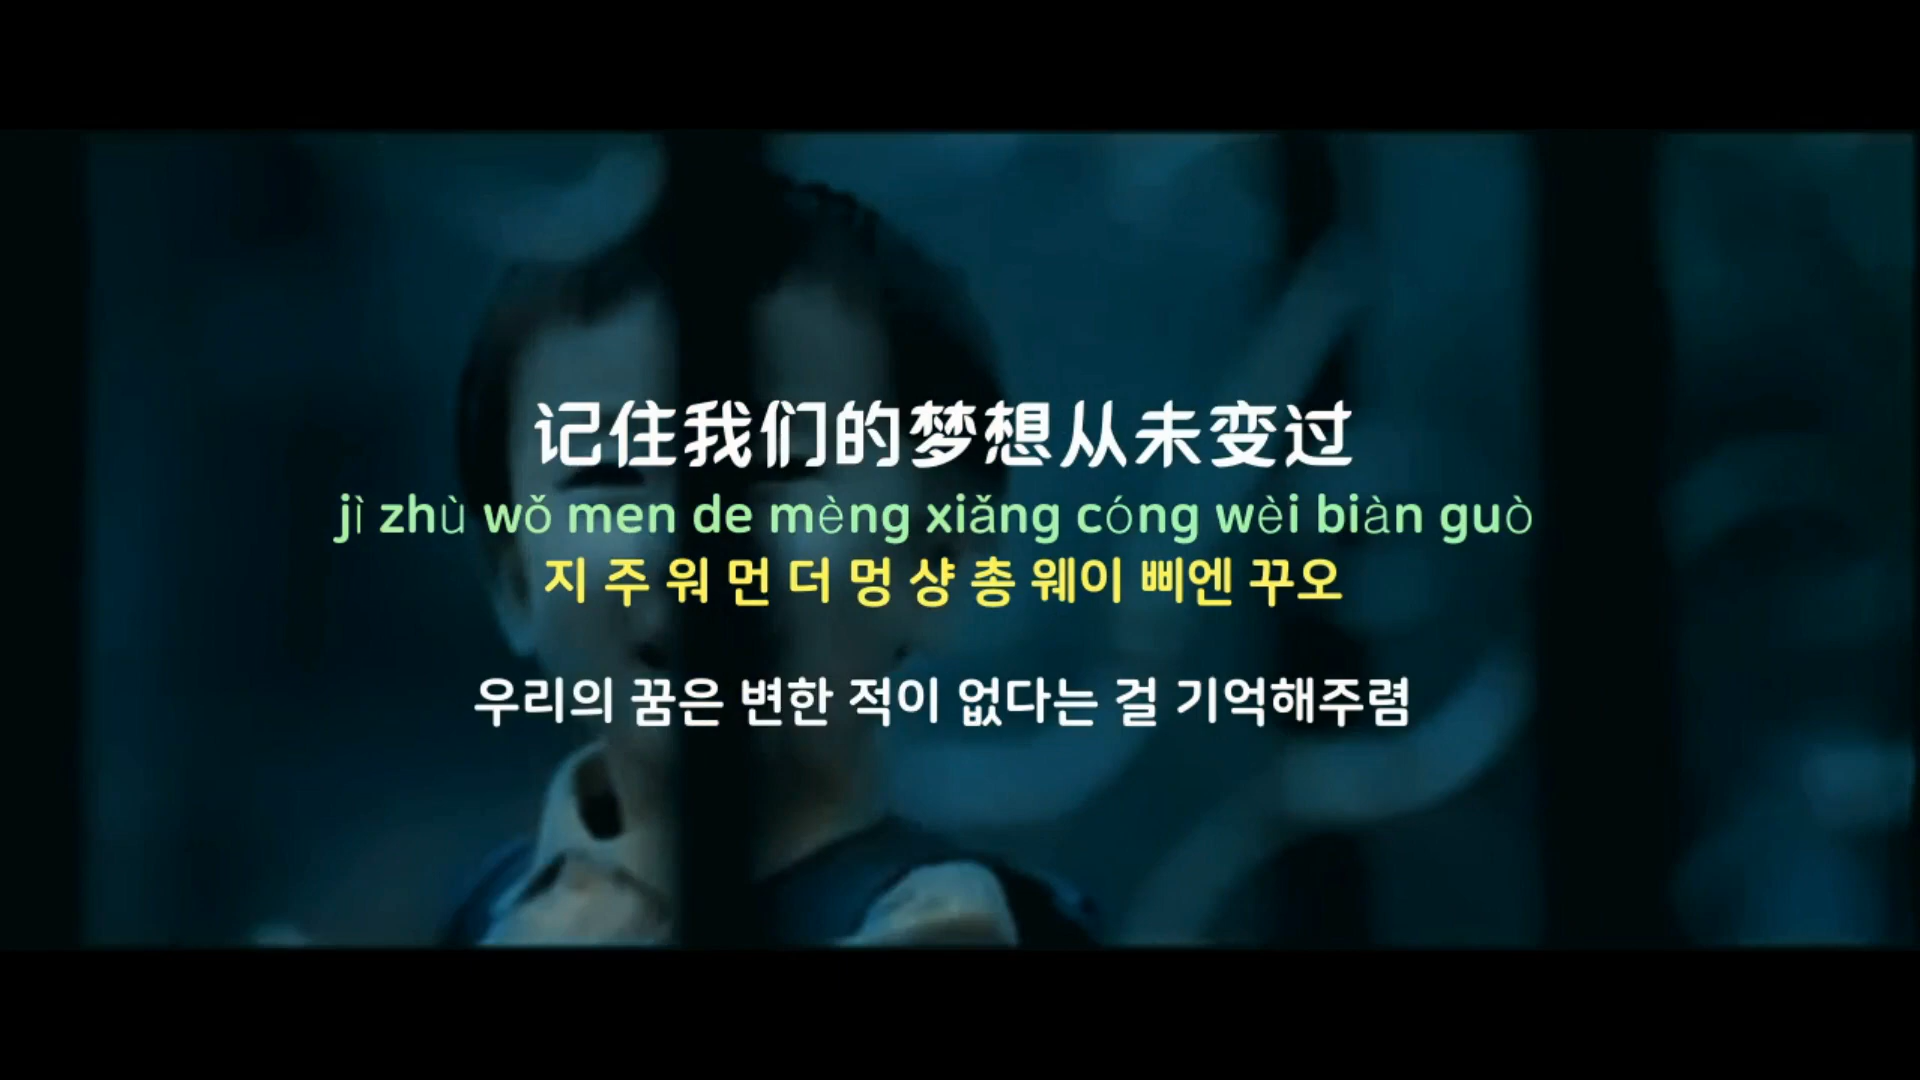 记住我们的梦想从未变过
jì zhù wǒ men de mèng xiǎng cóng wèi biàn guò
지 주 워 먼 더 멍 샹 총 웨이 삐엔 꾸오
우리의 꿈은 변한 적이 없다는 걸 기억해주렴